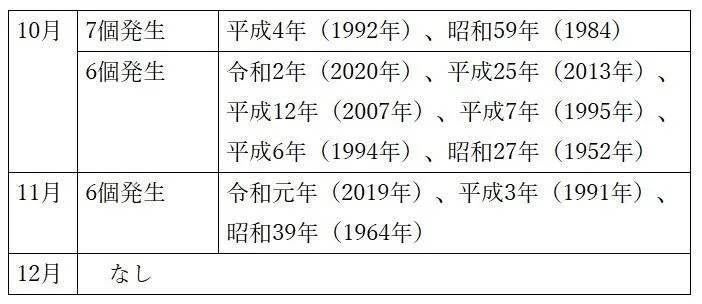 10月 7個発生 平成4年（1992年）、昭和59年（1984）
6個発生 令和2年（2020年）、平成25年（2013年）、
平成12年（2007年）、平成7年（1995年）、
平成6年（1994年）、昭和27年（1952年）
11月 6個発生 令和元年（2019年）、平成3年（1991年）、
昭和39年（1964年）
12月 なし